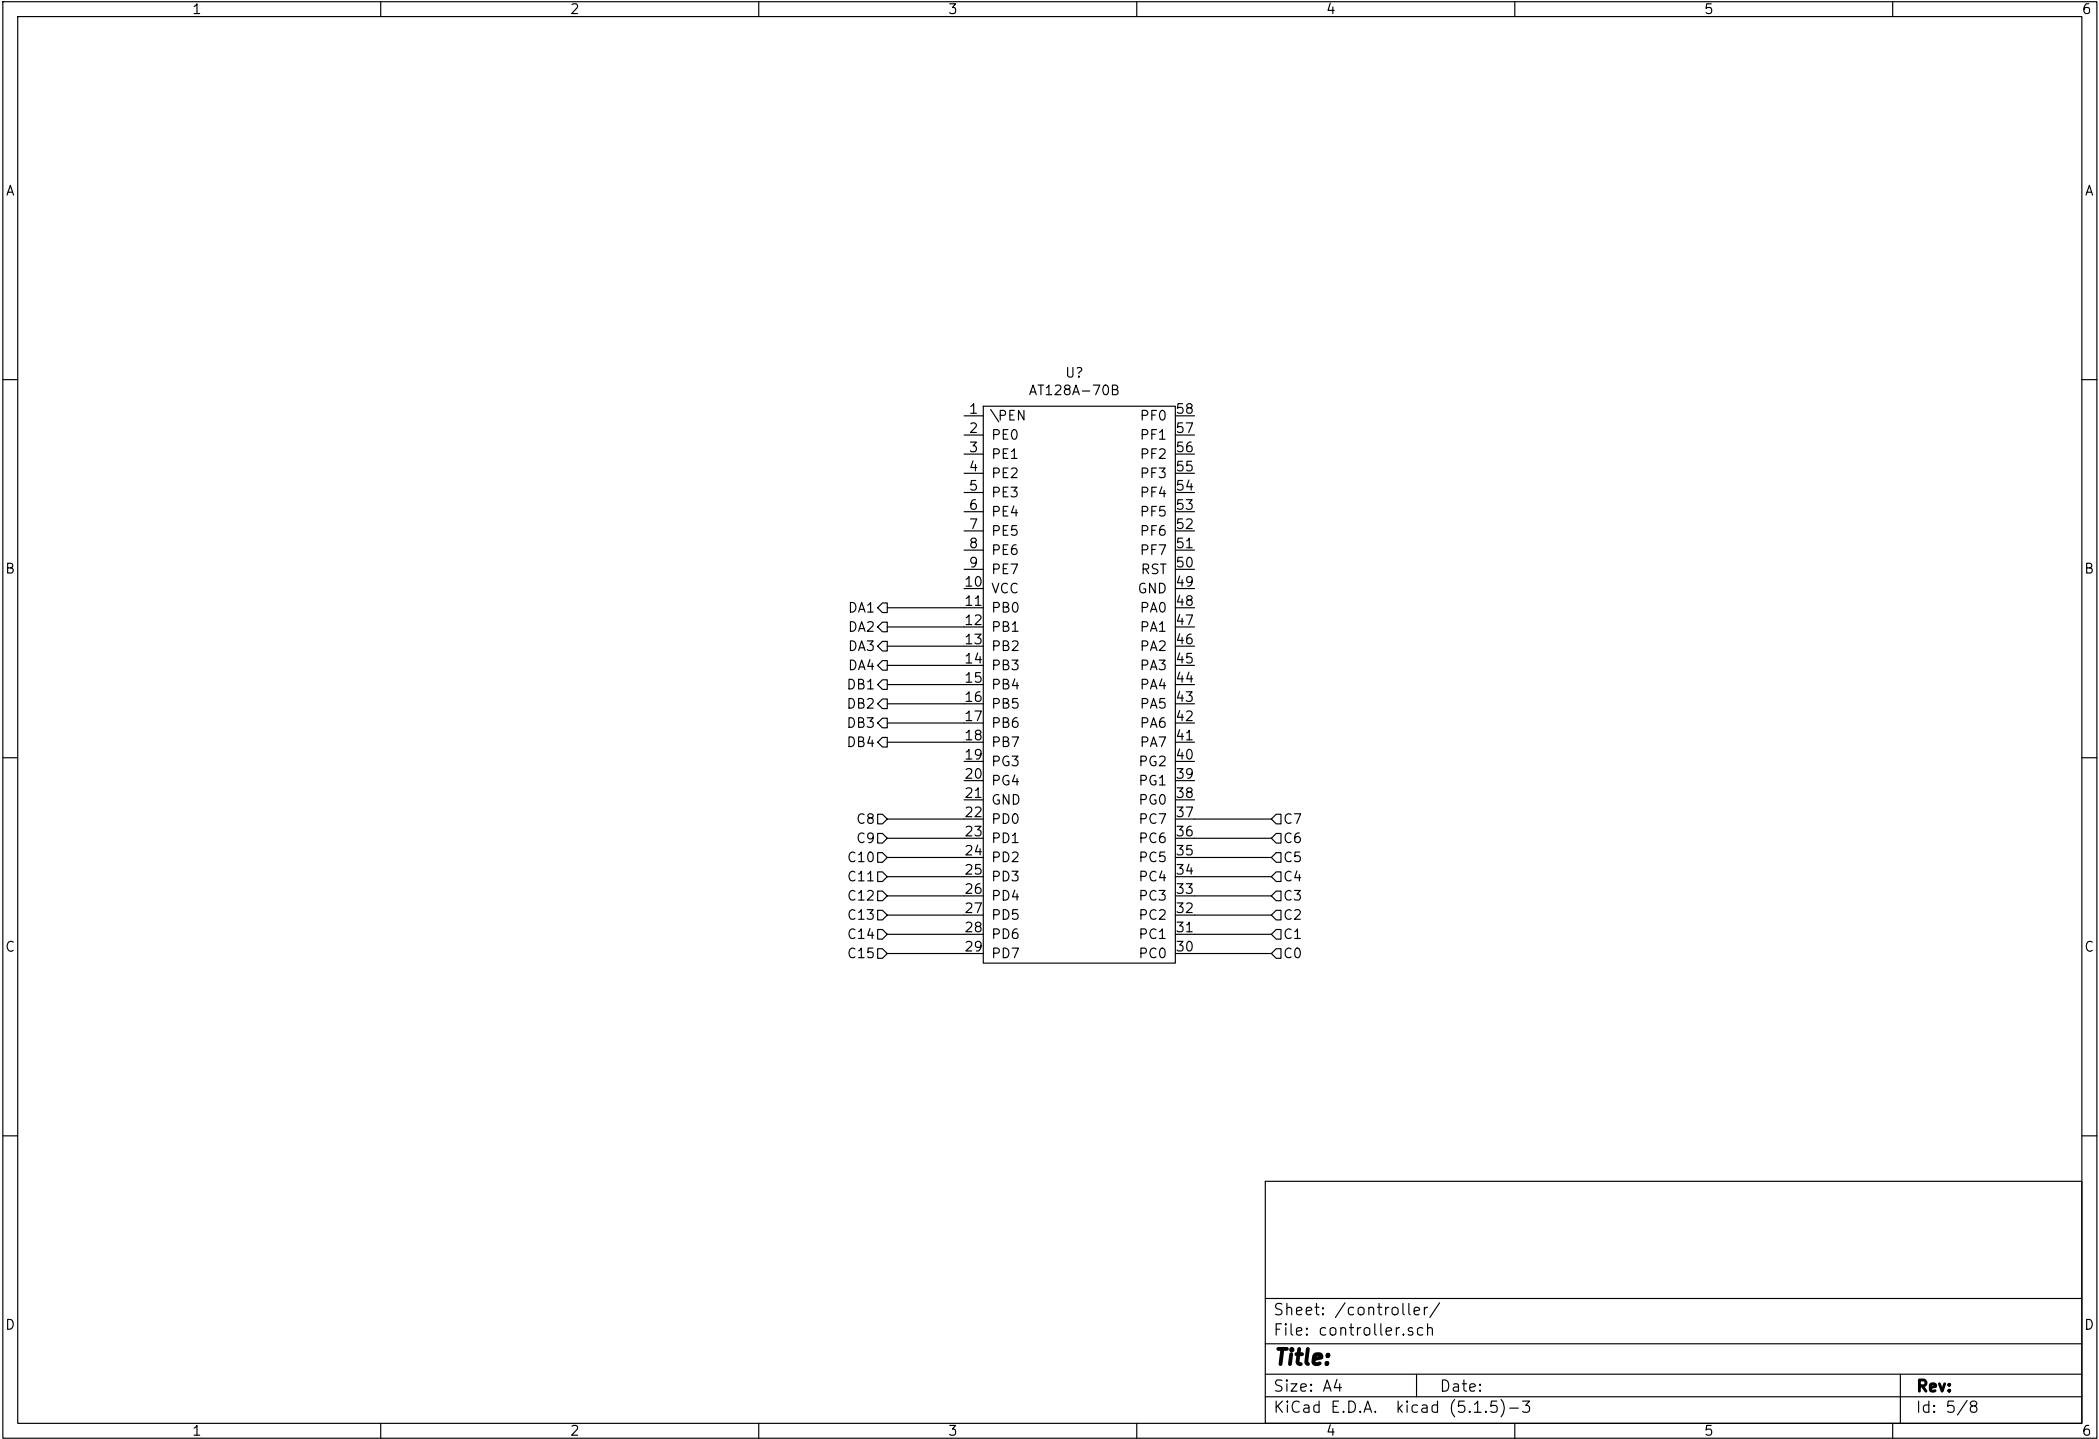 1 2 3 4 5 6
A A
U?
AT128A-70B
1 \PEN PF0 58
2 PE0 PF1 57
3 PE1 PF2 56
4 PE2 PF3 55
5 PE3 PF4 54
6 PE4 PF5 53
7 PE5 PF6 52
8 PE6 PF7 51
9 PE7 RST 50
B B
10 VCC GND 49
DA1 11 PB0 PA0 48
DA2 12 PB1 PA1 47
DA3 13 PB2 PA2 46
DA4 14 PB3 PA3 45
DB1 15 PB4 PA4 44
DB2 16 PB5 PA5 43
DB3 17 PB6 PA6 42
DB4 18 PB7 PA7 41
19 PG3 PG2 40
20 PG4 PG1 39
21 GND PG0 38
C8 22 PD0 PC7 37 C7
C9 23 PD1 PC6 36 C6
C10 24 PD2 PC5 35 C5
C11 25 PD3 PC4 34 C4
C12 26 PD4 PC3 33 C3
C13 27 PD5 PC2 32 C2
C14 28 PD6 PC1 31 C1
C C
C15 29 PD7 PC0 30 C0
Sheet: /controller/
D D
File: controller.sch
Title:
Size: A4 Date: Rev:
KiCad E.D.A. kicad (5.1.5)-3 Id: 5/8
1 2 3 4 5 6